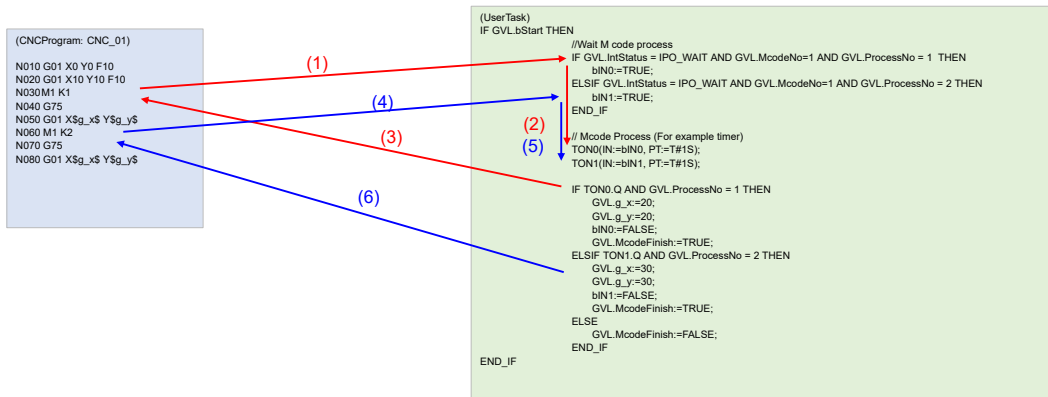 (CNCProgram: CNC_01)
N010 G01 X0 Y0 F10
N020 G01 X10 Y10 F10
N030M1 K1
N040 G75
N050 G01 X$g_x$ Y$g_y$
N060 M1 K2
N070 G75
N080 G01 X$g_x$ Y$g_y$
(1)
(4)
(3)
(2)
(5)
(6)
(UserTask)
IF GVL.bStart THEN
//Wait M code process
IF GVL.IntStatus = IPO_WAIT AND GVL.McodeNo=1 AND GVL.ProcessNo = 1 THEN
bIN0:=TRUE;
ELSIF GVL.IntStatus = IPO_WAIT AND GVL.McodeNo=1 AND GVL.ProcessNo = 2 THEN
bIN1:=TRUE;
END_IF
// Mcode Process (For example timer)
TON0(IN:=bIN0, PT:=T#1S);
TON1(IN:=bIN1, PT:=T#1S);
IF TON0.Q AND GVL.ProcessNo = 1 THEN
GVL.g_x:=20;
GVL.g_y:=20;
bIN0:=FALSE;
GVL.McodeFinish:=TRUE;
ELSIF TON1.Q AND GVL.ProcessNo = 2 THEN
GVL.g_x:=30;
GVL.g_y:=30;
bIN1:=FALSE;
GVL.McodeFinish:=TRUE;
ELSE
GVL.McodeFinish:=FALSE;
END_IF
END_IF